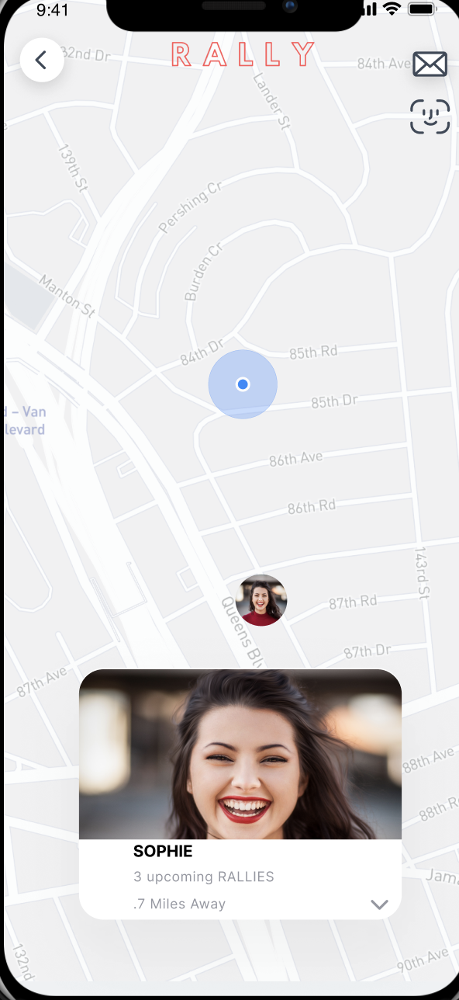 9:41
RALLY
32nd Dr
84th Ave
Lander St
139th St
Pershing Cr
Burden Cr
Manton St
84th Dr
85th Rd
85th Dr
d – Van
levard
86th Ave
86th Rd
143rd St
87th Rd
Queens Blv
87th Dr
87th Ave
88th Ave
88th R
SOPHIE
3 upcoming RALLIES
Jam
.7 Miles Away
132nd
90th Ave